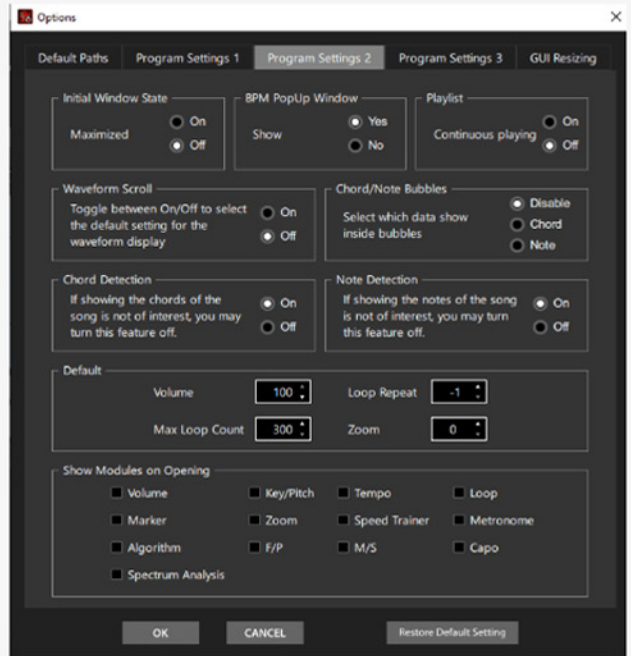 Options
Default Paths Program Settings 1 Program Settings 2 Program Settings 3 GUI Resizing
Initial Window State
Maximized
On
Off
BPM PopUp Window
Show
Yes
No
Playlist
Continuous playing
On
Off
Waveform Scroll
Toggle between On/Off to select
the default setting for the
waveform display
On
Off
Chord/Note Bubbles
Select which data show
inside bubbles
Disable
Chord
Note
Chord Detection
If showing the chords of the
song is not of interest, you may
turn this feature off.
On
Off
Note Detection
If showing the notes of the song
is not of interest, you may turn
this feature off.
On
Off
Default
Volume 100 Loop Repeat -1
Max Loop Count 300 Zoom 0
Show Modules on Opening
Volume Key/Pitch Tempo Loop
Marker Zoom Speed Trainer Metronome
Algorithm F/P M/S Capo
Spectrum Analysis
OK CANCEL Restore Default Setting